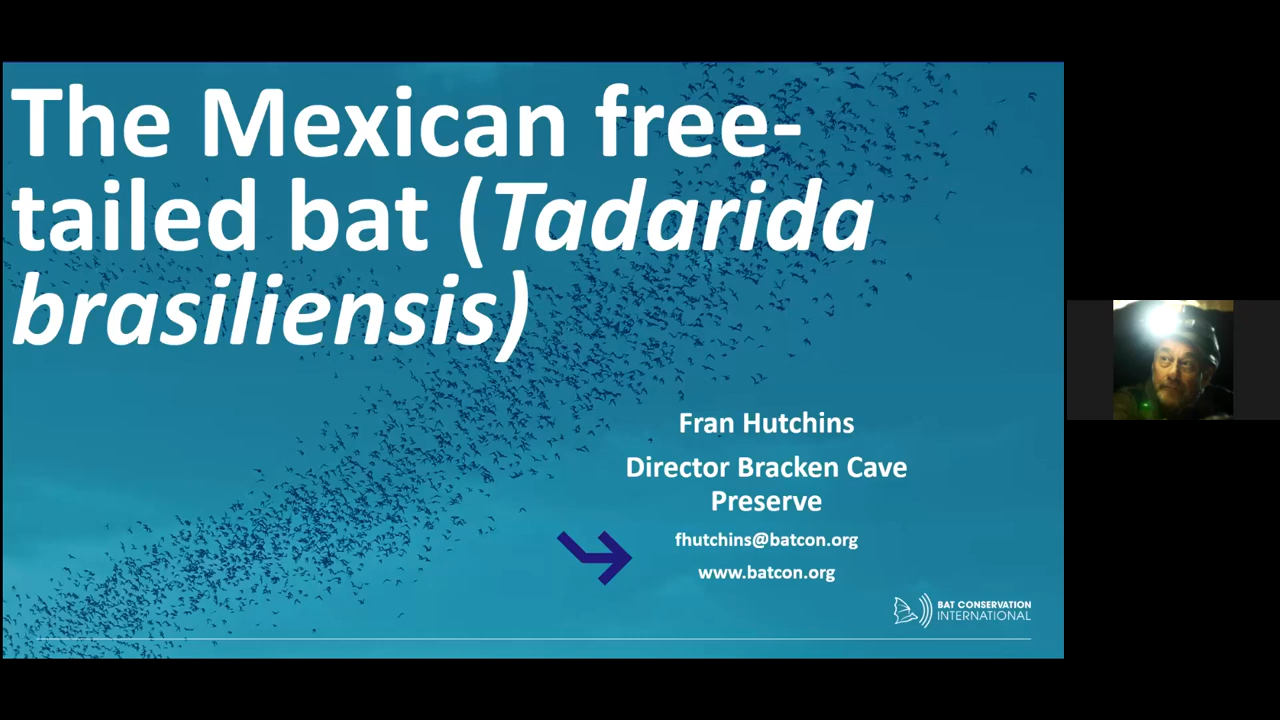 The Mexican free-
tailed bat (Tadarida
brasiliensis)
Fran Hutchins
Director Bracken Cave
Preserve
fhutchins@batcon.org
www.batcon.org
BAT CONSERVATION
INTERNATIONAL